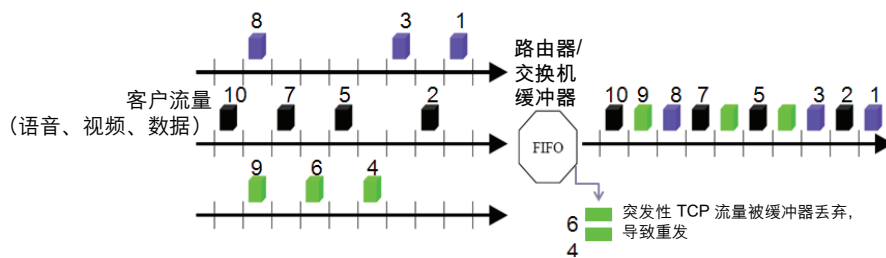 8 3 1
客户流量
（语音、视频、数据）
10 7 5 2
9 6 4
路由器/
交换机
缓冲器
FIFO
10 9 8 7 5 3 2 1
6
4
突发性 TCP 流量被缓冲器丢弃,
导致重发